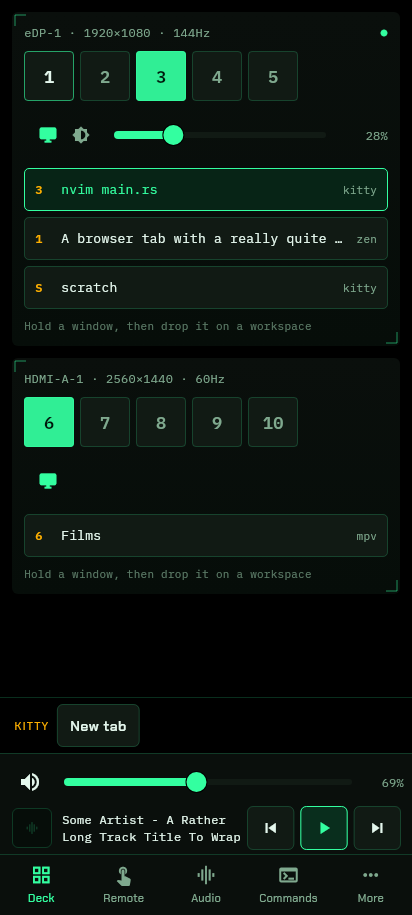 eDP-1 · 1920×1080 · 144Hz
1 2 3 4 5
28%
3 nvim main.rs kitty
1 A browser tab with a really quite … zen
S scratch kitty
Hold a window, then drop it on a workspace
HDMI-A-1 · 2560×1440 · 60Hz
6 7 8 9 10
6 Films mpv
Hold a window, then drop it on a workspace
KITTY New tab
69%
Some Artist - A Rather
Long Track Title To Wrap
Deck Remote Audio Commands More